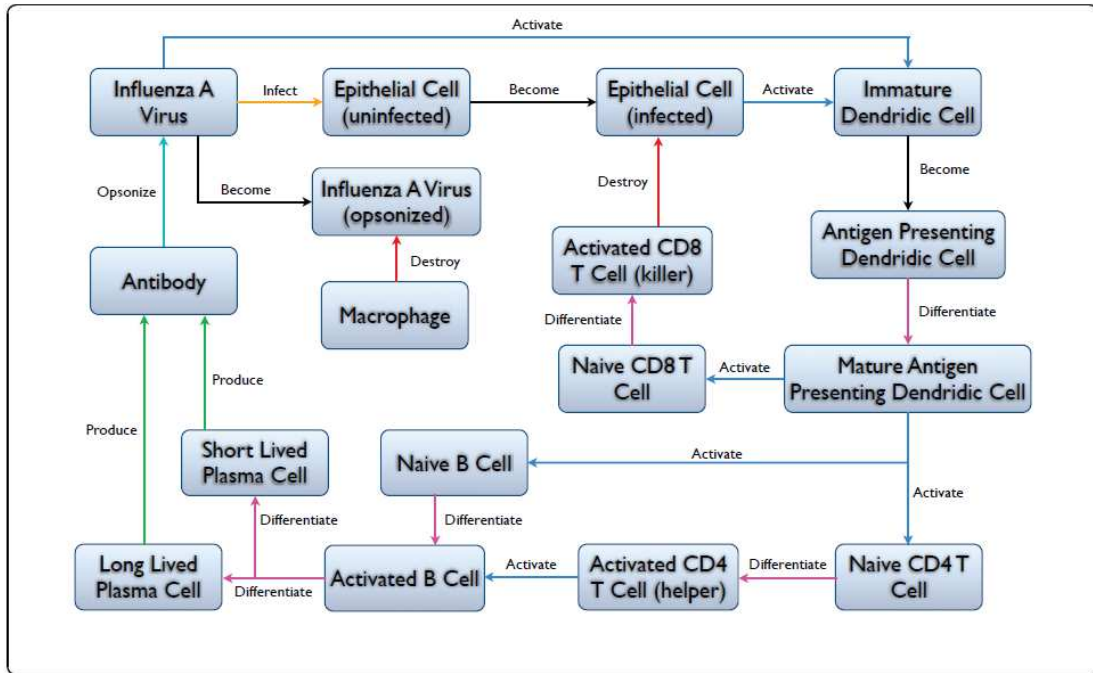 Activate
Influenza A
Virus
Infect
Epithelial Cell
(uninfected)
Become
Epithelial Cell
(infected)
Activate
Immature
Dendridic Cell
Opsonize
Become
Influenza A Virus
(opsonized)
Destroy
Become
Antibody
Destroy
Macrophage
Activated CD8
T Cell (killer)
Antigen Presenting
Dendridic Cell
Differentiate
Differentiate
Produce
Naive CD8 T
Cell
Activate
Mature Antigen
Presenting Dendridic Cell
Produce
Short Lived
Plasma Cell
Naive B Cell
Activate
Activate
Differentiate
Differentiate
Long Lived
Plasma Cell
Differentiate
Activated B Cell
Activate
Activated CD4
T Cell (helper)
Differentiate
Naive CD4 T
Cell